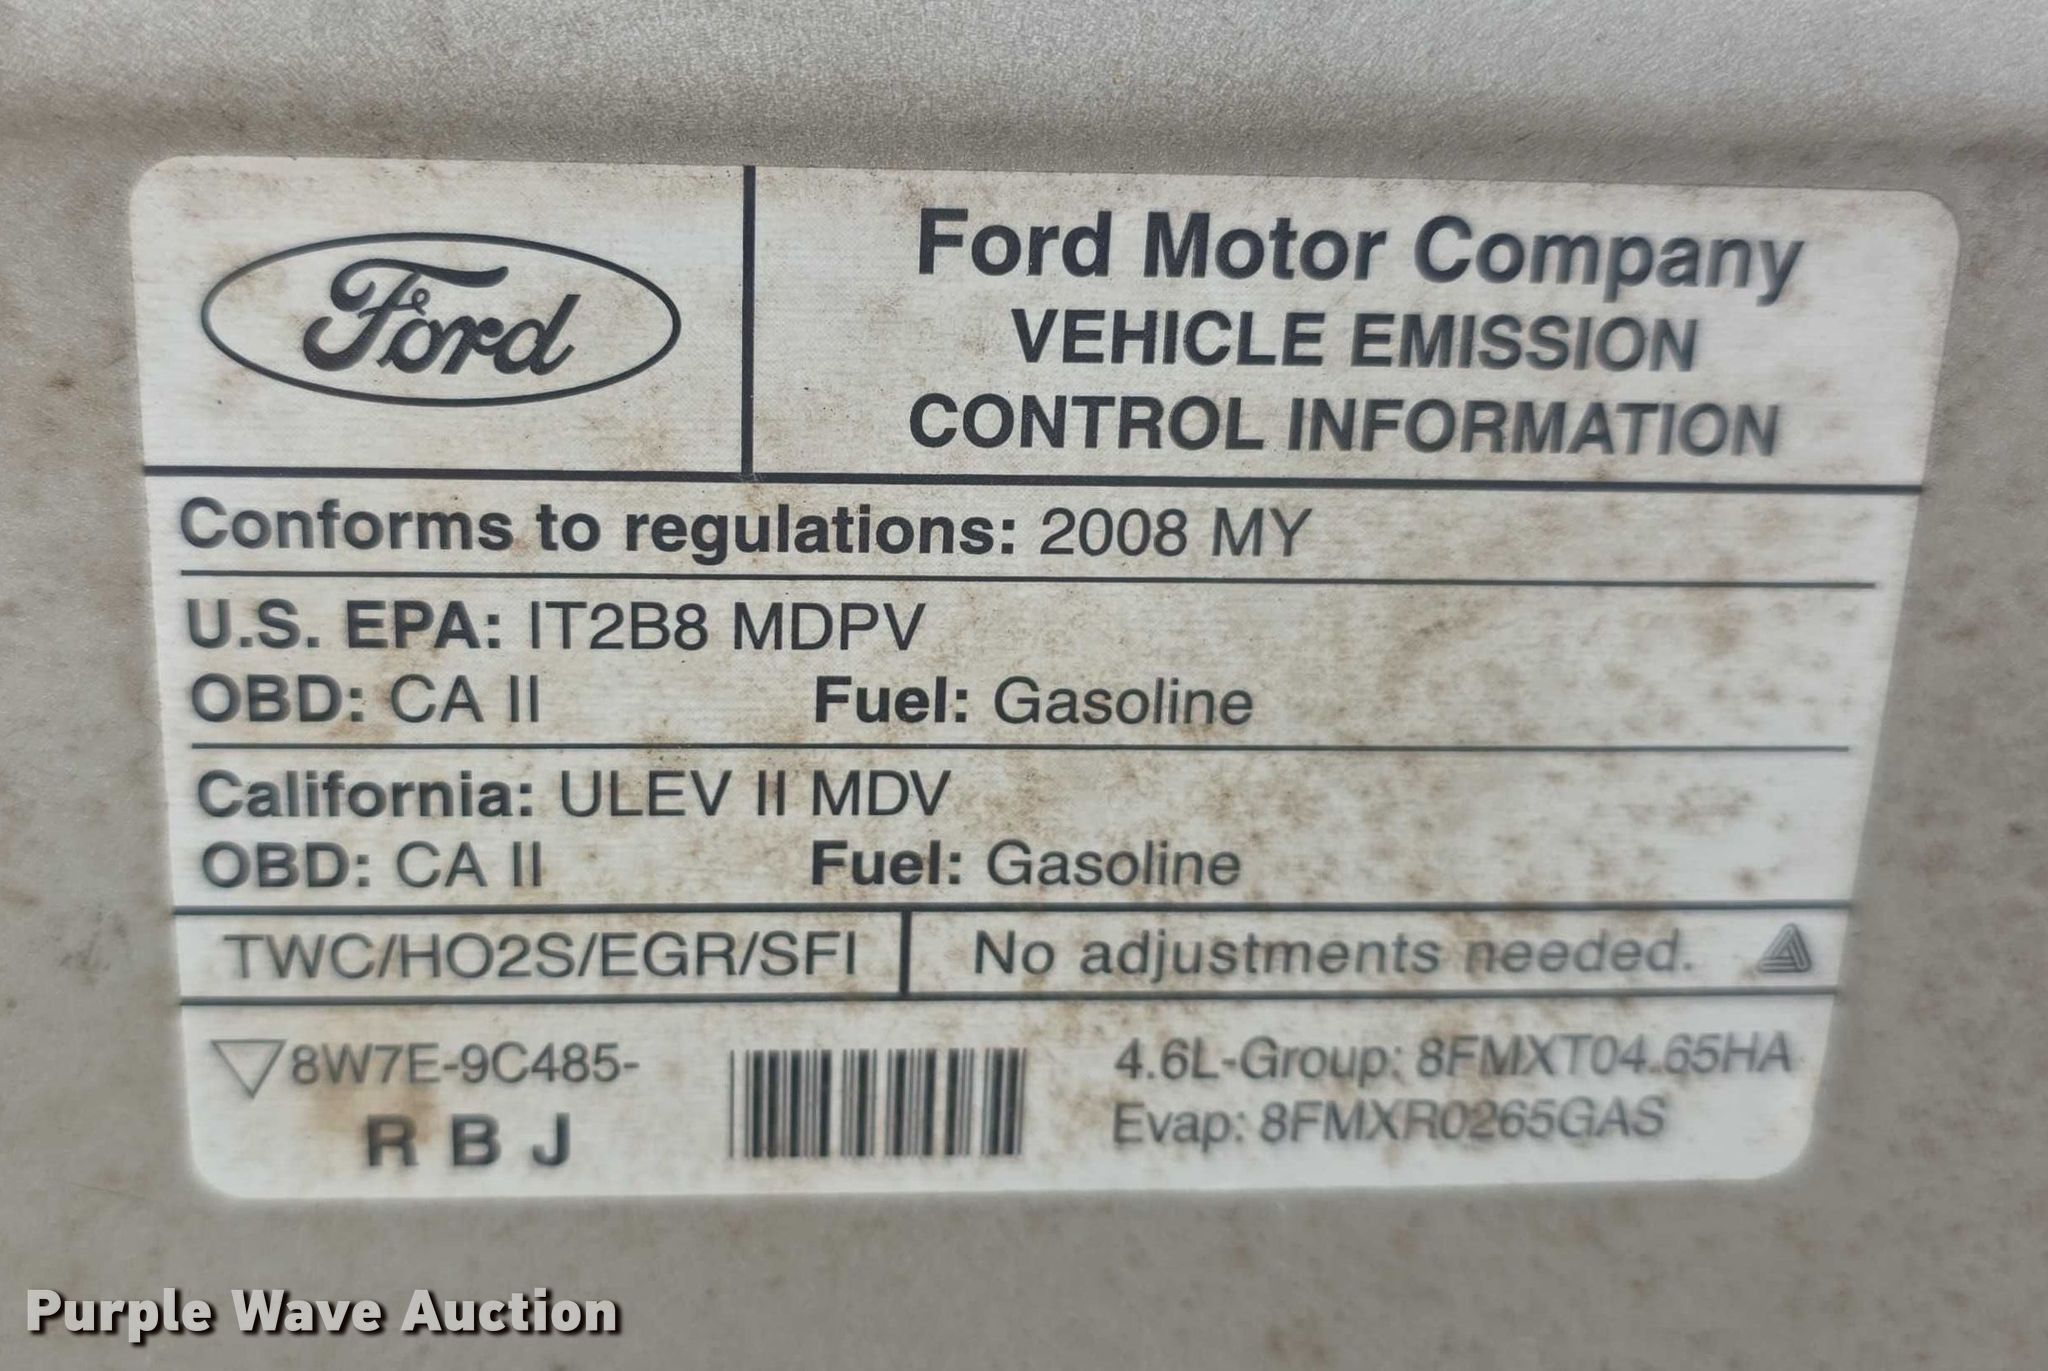 Ford
Ford Motor Company
VEHICLE EMISSION
CONTROL INFORMATION
Conforms to regulations: 2008 MY
U.S. EPA: IT2B8 MDPV
OBD: CA II Fuel: Gasoline
California: ULEV II MDV
OBD: CA II Fuel: Gasoline
TWC/HO2S/EGR/SFI
No adjustments needed.
8W7E-9C485-
R B J
4.6L-Group: 8FMXT04.65HA
Evap: 8FMXR0265GAS
Purple Wave Auction